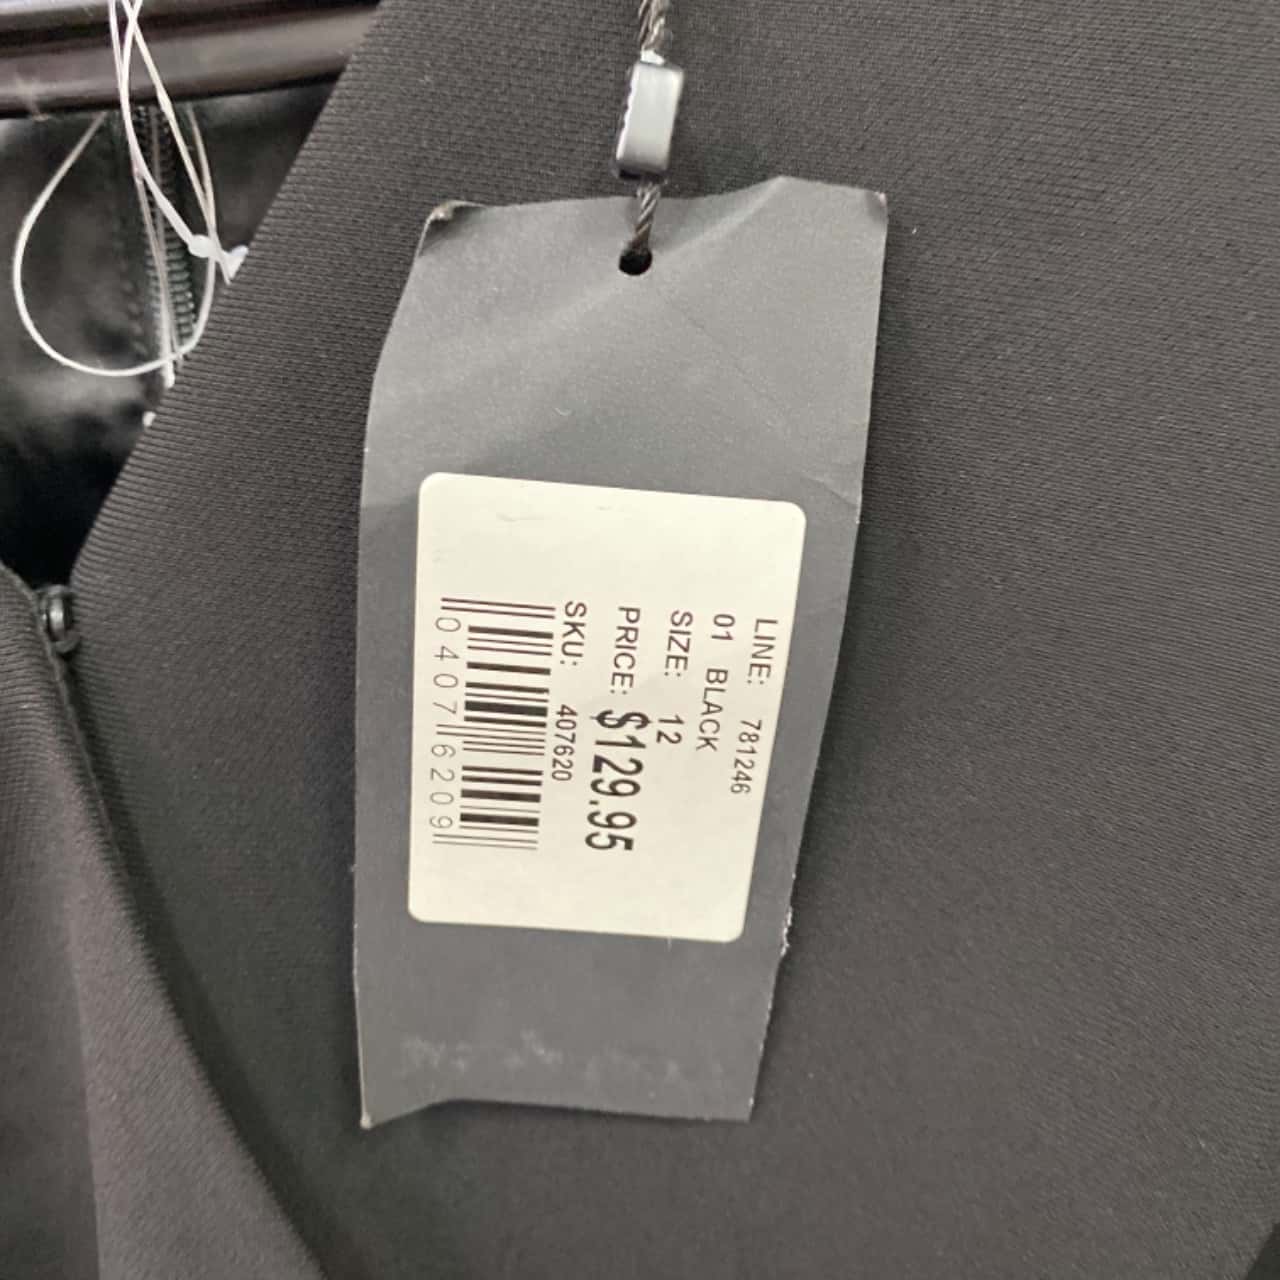 LINE: 781246
01 BLACK
SIZE: 12
PRICE: $129.95
SKU: 407620
04076209